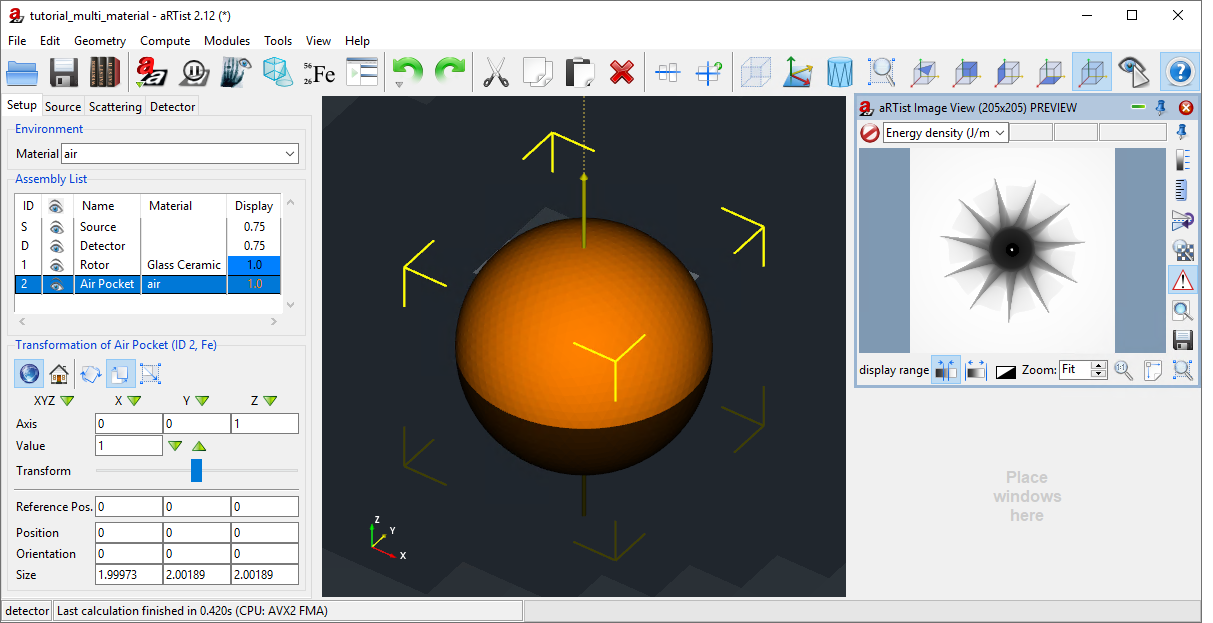 tutorial_multi_material - aRTist 2.12 (*)
File Edit Geometry Compute Modules Tools View Help
56
26 Fe
Setup Source Scattering Detector
Environment
Material air
Assembly List
ID Name Material Display
S Source 0.75
D Detector 0.75
1 Rotor Glass Ceramic 1.0
2 Air Pocket air 1.0
Transformation of Air Pocket (ID 2, Fe)
XYZ X Y Z
Axis 0 0 1
Value 1
Transform
Reference Pos. 0 0 0
Position 0 0 0
Orientation 0 0 0
Size 1.99973 2.00189 2.00189
Z
Y
X
aRTist Image View (205x205) PREVIEW
Energy density (J/m
display range Zoom: Fit
Place
windows
here
detector Last calculation finished in 0.420s (CPU: AVX2 FMA)